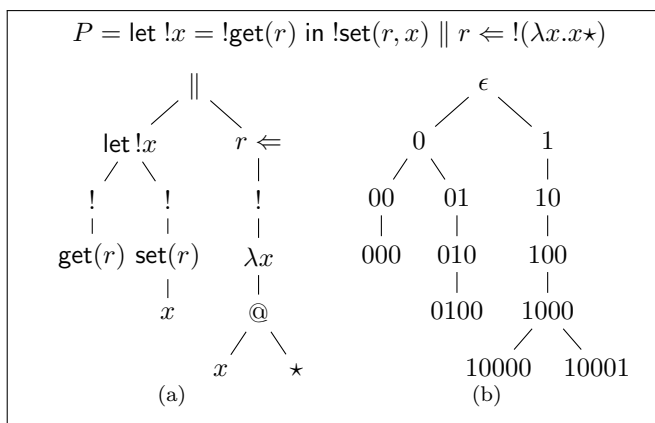 P = let !x = !get(r) in !set(r, x) ∥ r ⇐ !(λx.x⋆)
∥ ϵ
let !x r ⇐ 0 1
! ! ! 00 01 10
get(r) set(r) λx 000 010 100
x @ 0100 1000
x ⋆ 10000 10001
(a) (b)